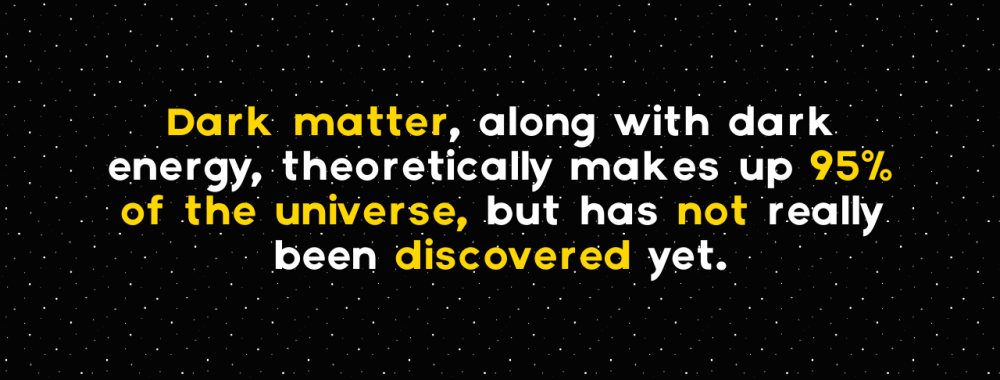 Dark matter, along with dark
energy, theoretically makes up 95%
of the universe, but has not really
been discovered yet.